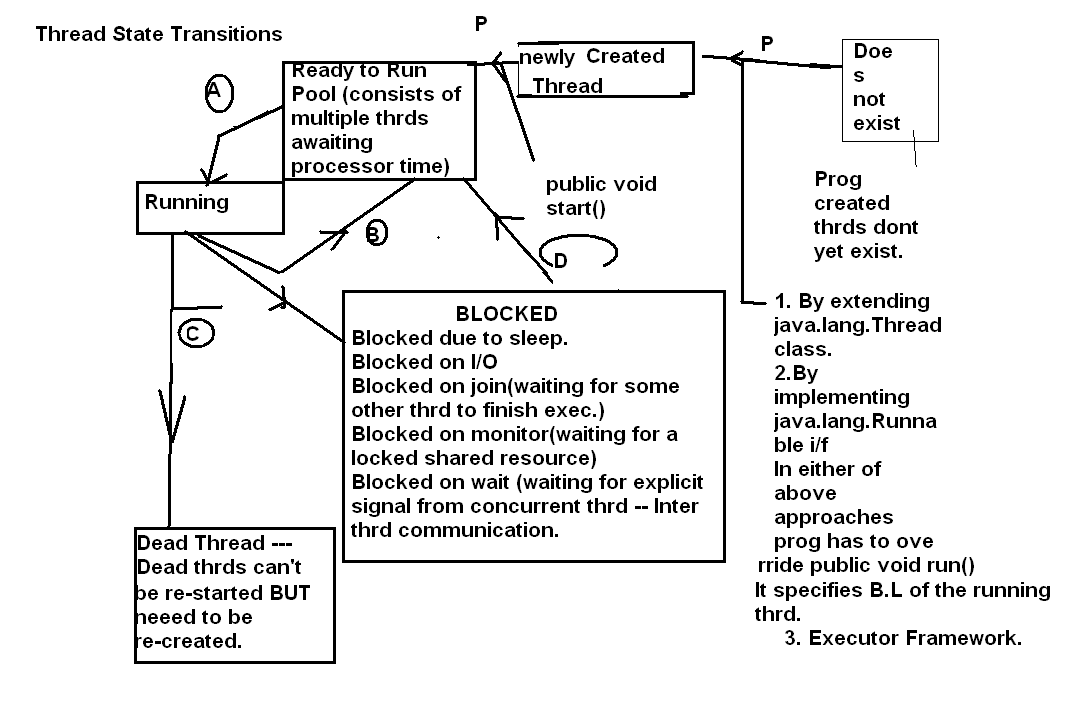 Thread State Transitions
P
newly Created
Thread
P
Doe
s
not
exist
Ready to Run
Pool (consists of
multiple thrds
awaiting
processor time)
A
Running
B
public void
start()
D
Prog
created
thrds dont
yet exist.
C
BLOCKED
Blocked due to sleep.
Blocked on I/O
Blocked on join(waiting for some
other thrd to finish exec.)
Blocked on monitor(waiting for a
locked shared resource)
Blocked on wait (waiting for explicit
signal from concurrent thrd -- Inter
thrd communication.
1. By extending
java.lang.Thread
class.
2.By
implementing
java.lang.Runna
ble i/f
In either of
above
approaches
prog has to ove
rride public void run()
It specifies B.L of the running
thrd.
3. Executor Framework.
Dead Thread ---
Dead thrds can't
be re-started BUT
neeed to be
re-created.